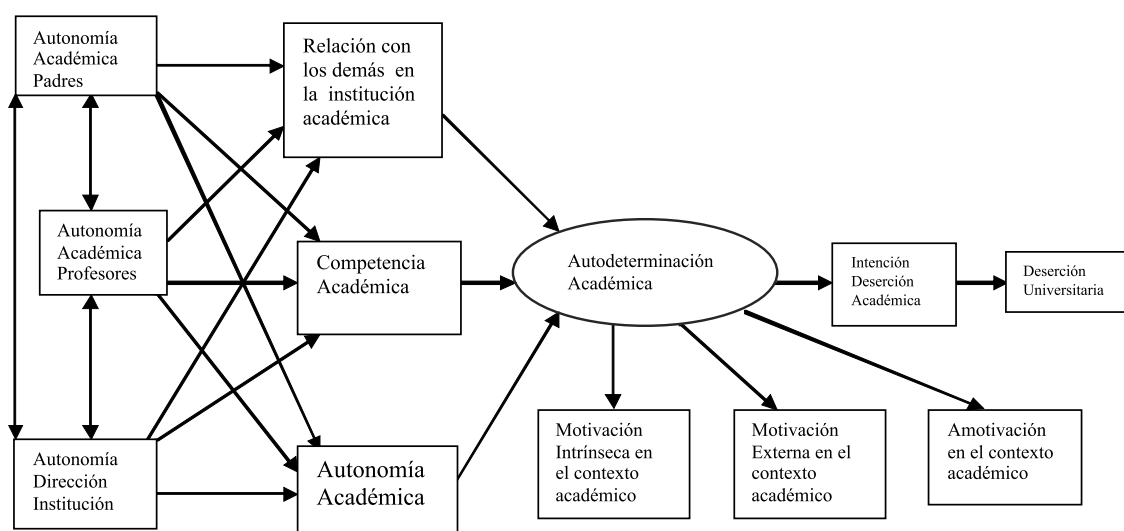 Autonomía
Académica
Padres
Relación con
los demás en
la institución
académica
Autonomía
Académica
Profesores
Competencia
Académica
Autodeterminación
Académica
Intención
Deserción
Académica
Deserción
Universitaria
Autonomía
Dirección
Institución
Autonomía
Académica
Motivación
Intrínseca en
el contexto
académico
Motivación
Externa en el
contexto
académico
Amotivación
en el contexto
académico